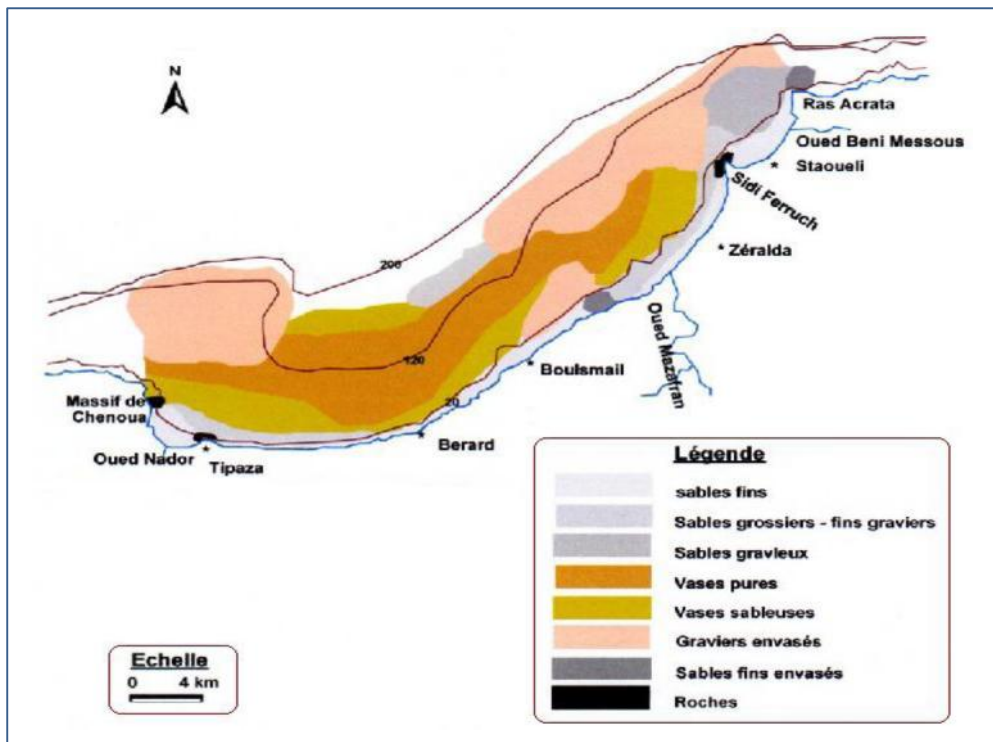 N
Ras Acrata
Oued Beni Messous
Staoueli
Sidi Ferruch
Zéralda
200
Oued Mazafran
120
Boulsmail
20
Massif de
Chenoua
Berard
Oued Nador
Tipaza
Légende
sables fins
Sables grossiers - fins graviers
Sables gravleux
Vases pures
Vases sableuses
Graviers envasés
Sables fins envasés
Roches
Echelle
0 4 km